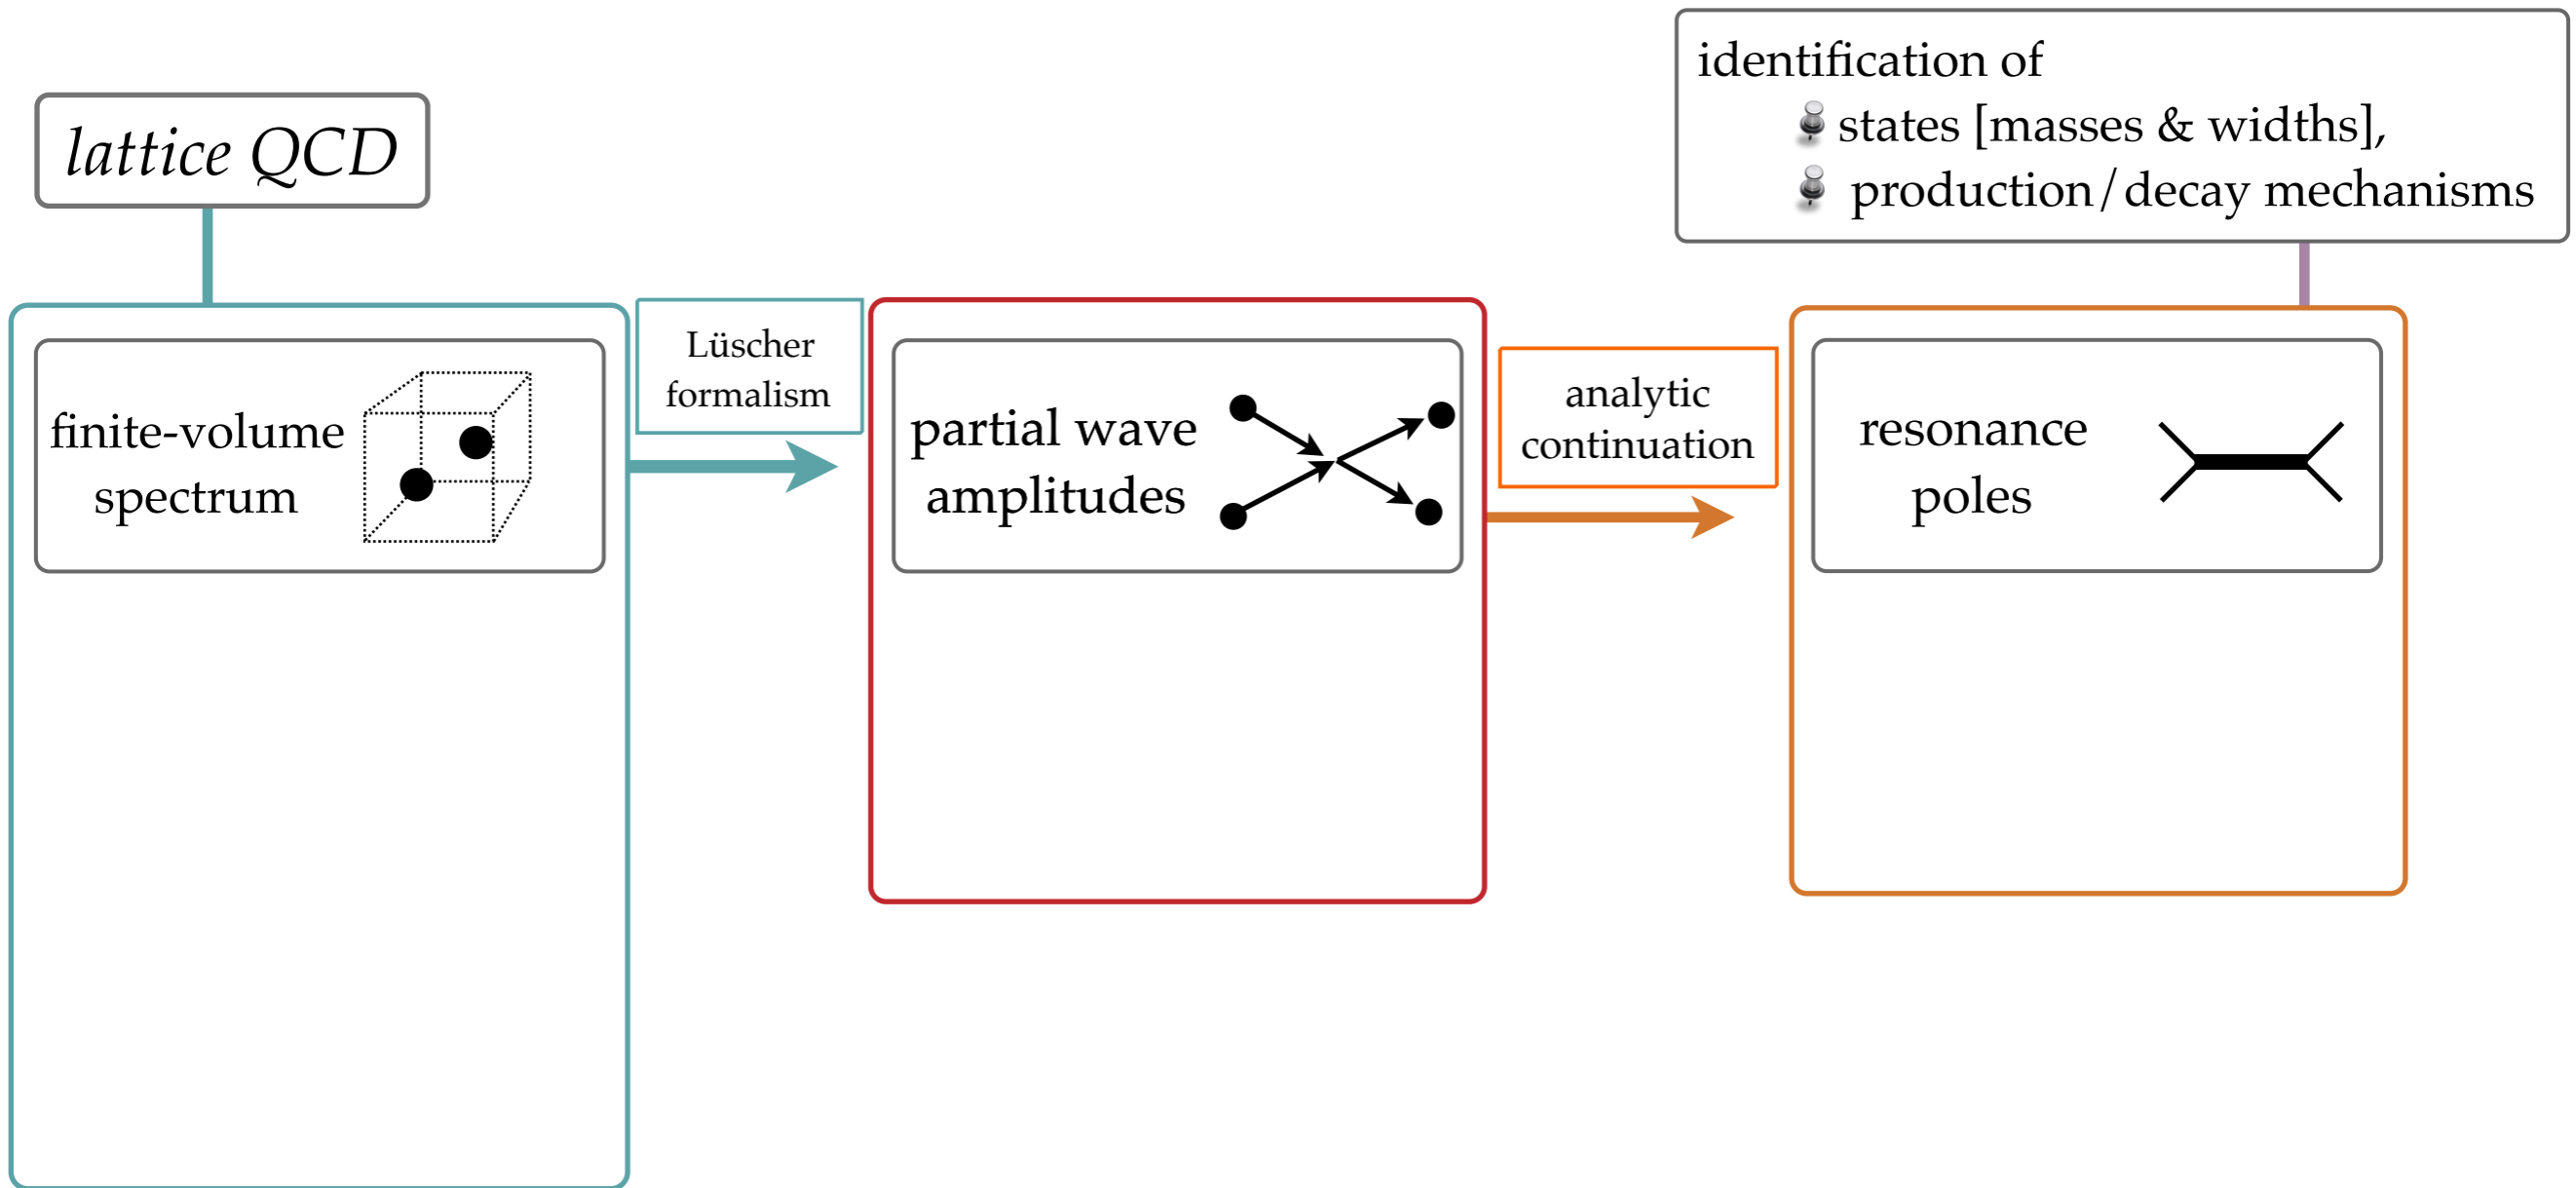 lattice QCD
identification of
states [masses & widths],
production/decay mechanisms
finite-volume
spectrum
Lüscher
formalism
partial wave
amplitudes
analytic
continuation
resonance
poles